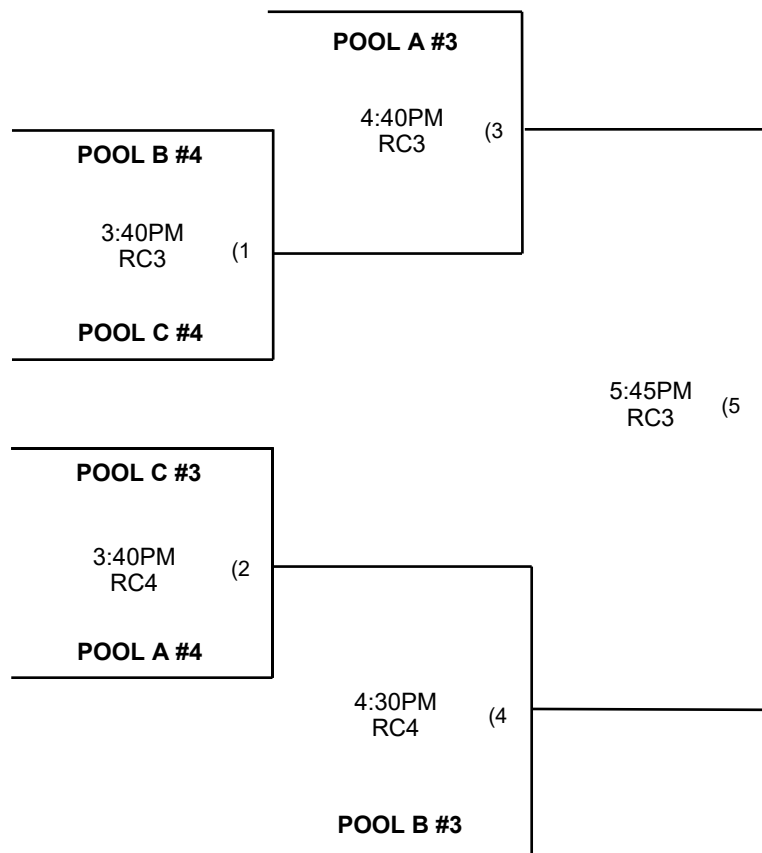 POOL A #3
4:40PM
RC3
(3
POOL B #4
3:40PM
RC3
(1
POOL C #4
5:45PM
RC3
(5
POOL C #3
3:40PM
RC4
(2
POOL A #4
4:30PM
RC4
(4
POOL B #3